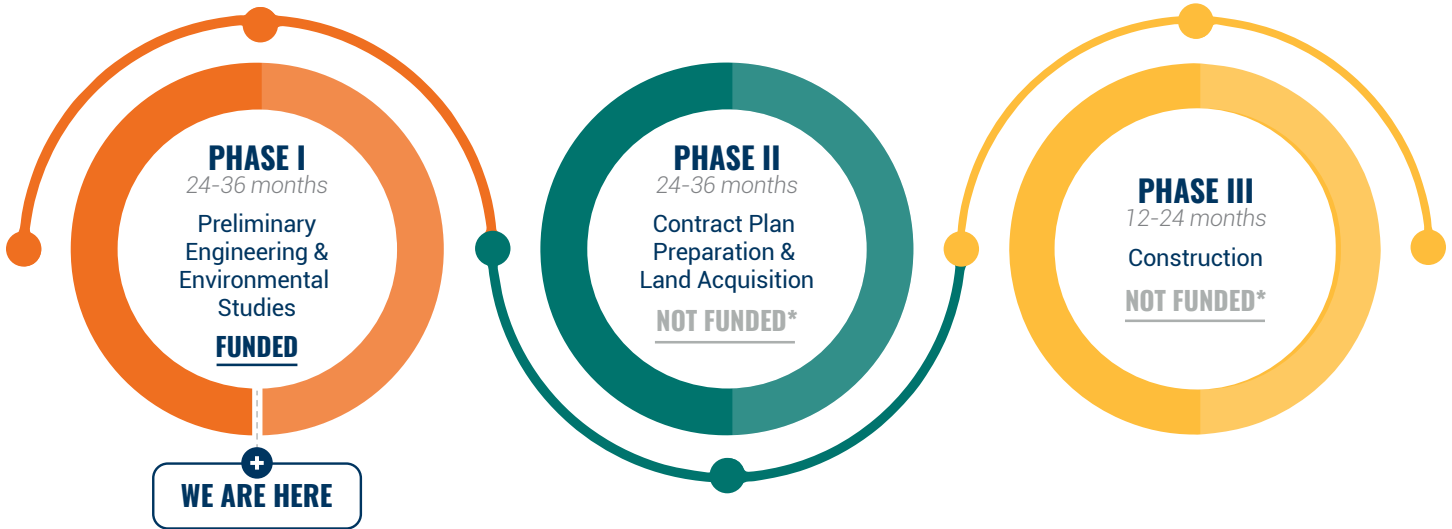 PHASE I
24-36 months
Preliminary
Engineering &
Environmental
Studies
FUNDED
WE ARE HERE
PHASE II
24-36 months
Contract Plan
Preparation &
Land Acquisition
NOT FUNDED*
PHASE III
12-24 months
Construction
NOT FUNDED*